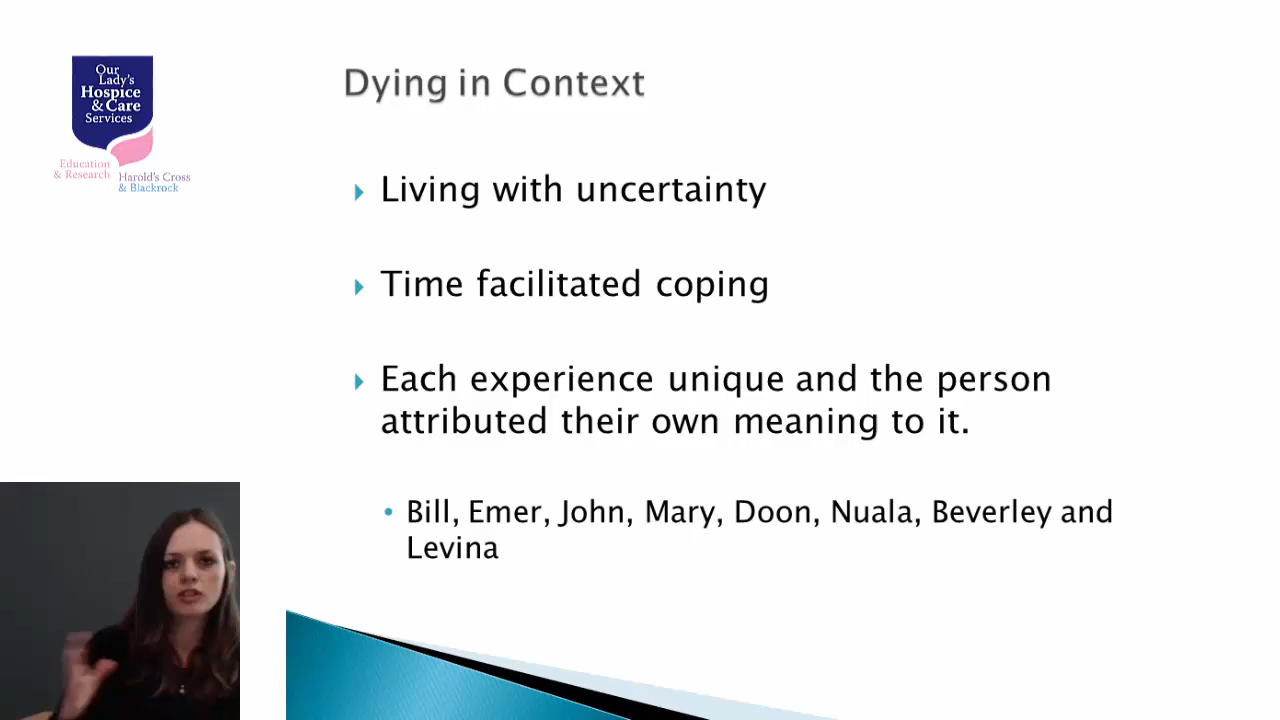 Our
Lady's
Hospice
& Care
Services
Education
& Research
Harold's Cross
& Blackrock
Dying in Context
Living with uncertainty
Time facilitated coping
Each experience unique and the person
attributed their own meaning to it.
Bill, Emer, John, Mary, Doon, Nuala, Beverley and
Levina